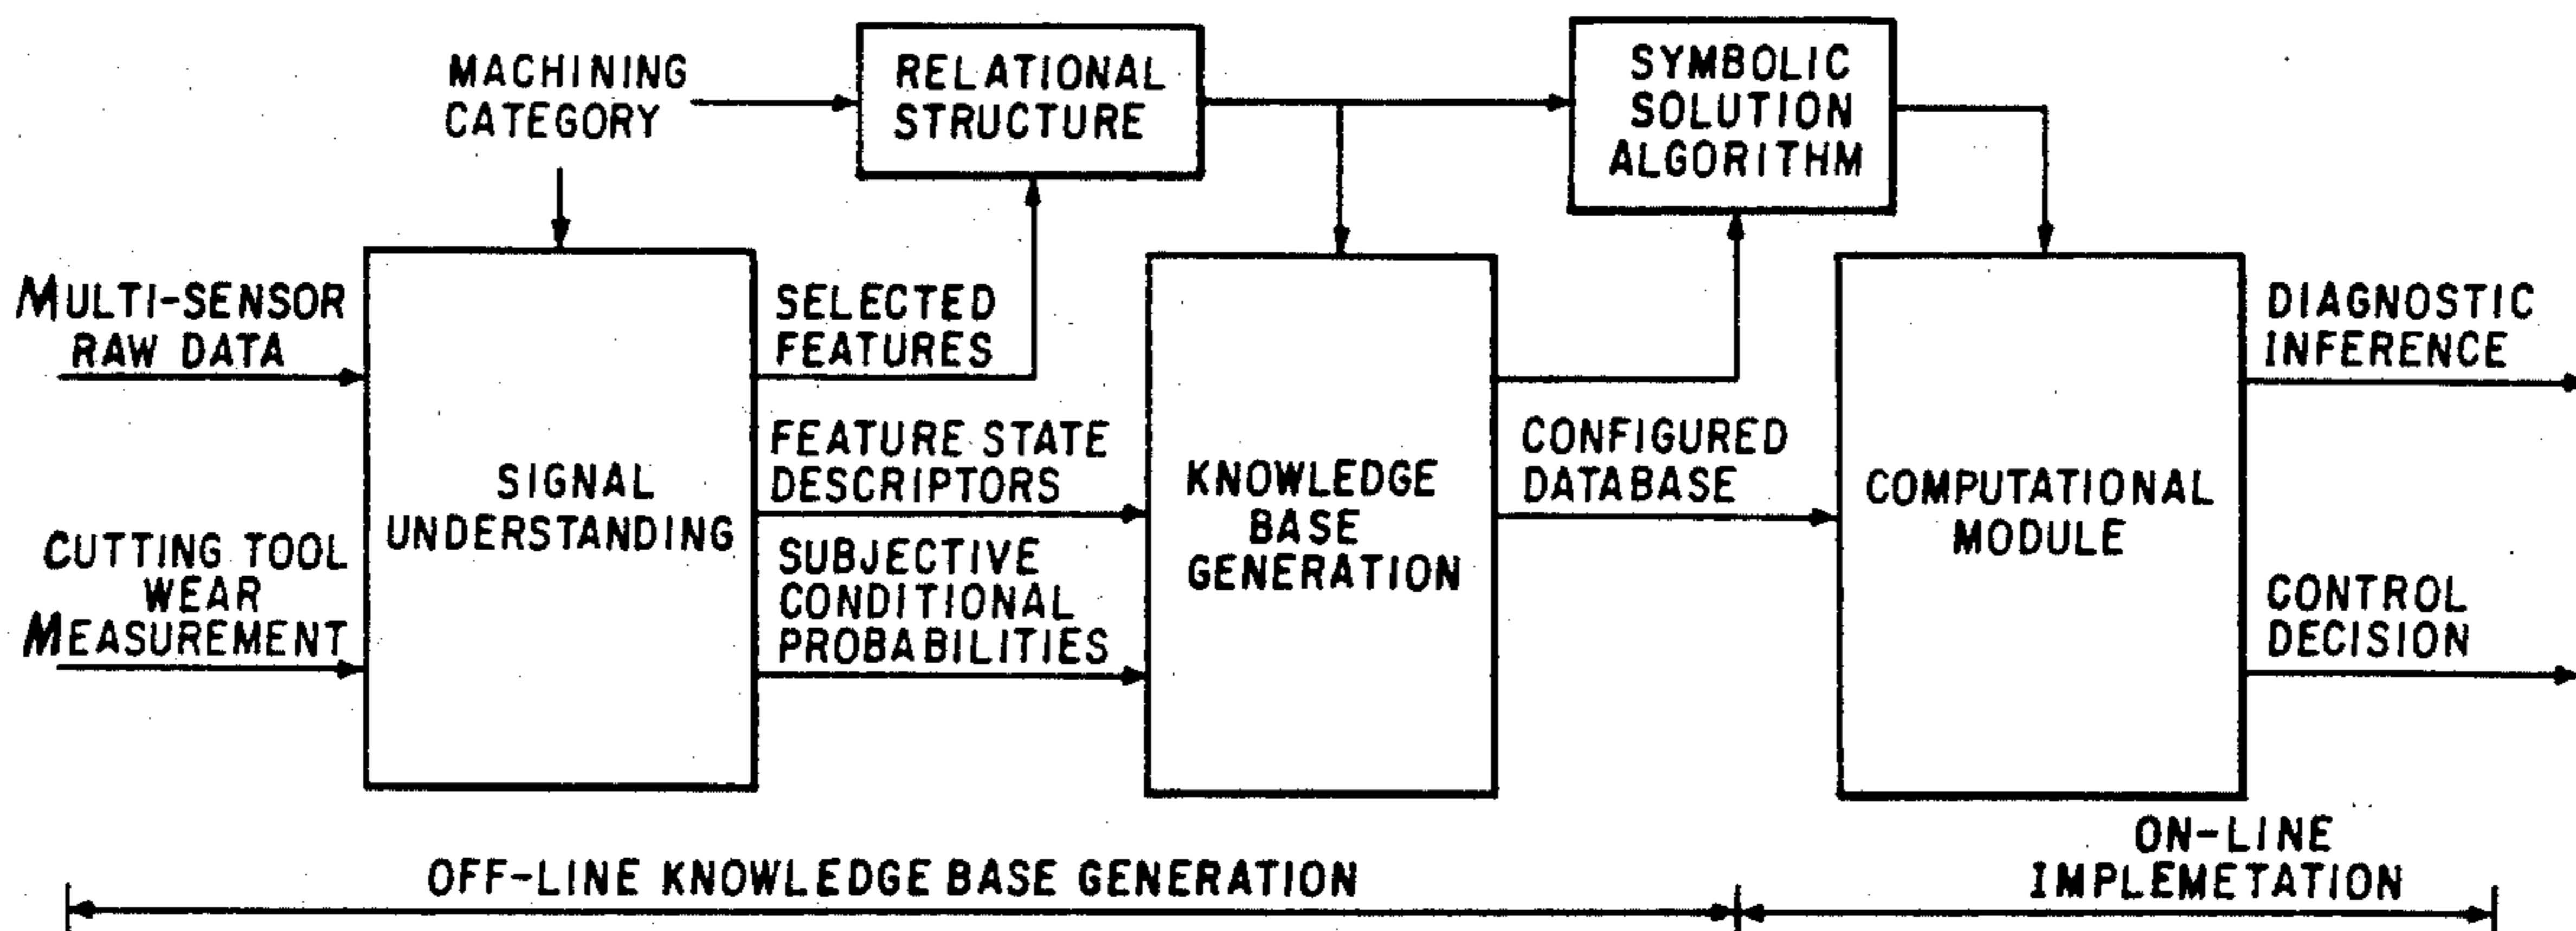 MACHINING
CATEGORY
RELATIONAL
STRUCTURE
SYMBOLIC
SOLUTION
ALGORITHM
MULTI-SENSOR
RAW DATA
CUTTING TOOL
WEAR
MEASUREMENT
SIGNAL
UNDERSTANDING
SELECTED
FEATURES
FEATURE STATE
DESCRIPTORS
SUBJECTIVE
CONDITIONAL
PROBABILITIES
KNOWLEDGE
BASE
GENERATION
CONFIGURED
DATABASE
COMPUTATIONAL
MODULE
DIAGNOSTIC
INFERENCE
CONTROL
DECISION
OFF-LINE KNOWLEDGE BASE GENERATION
ON-LINE
IMPLEMETATION